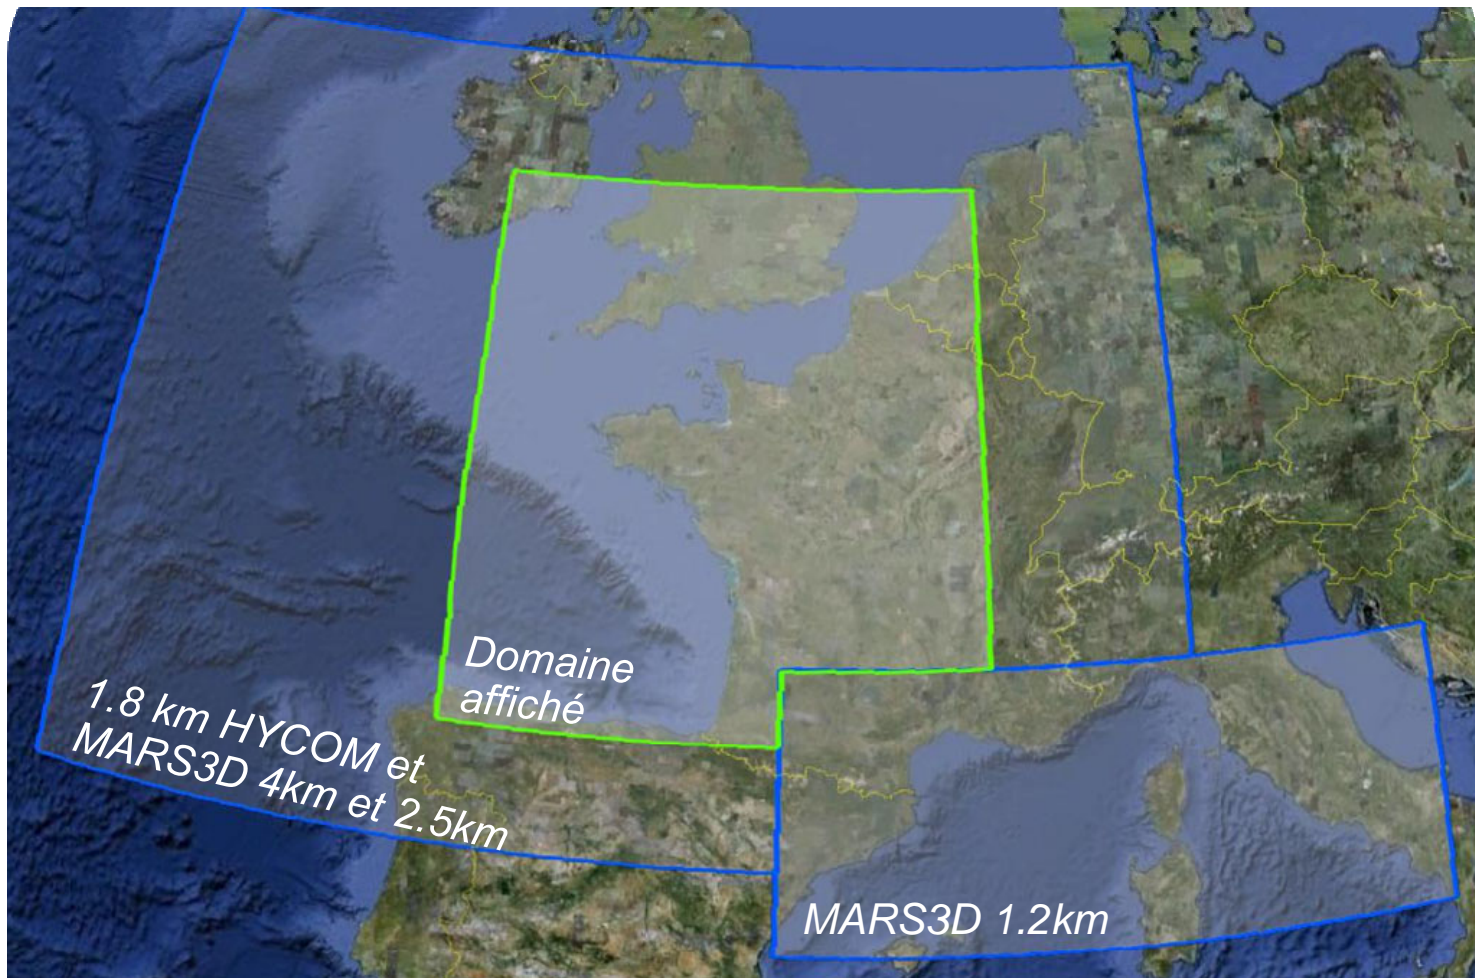 Domaine
affiché
1.8 km HYCOM et
MARS3D 4km et 2.5km
MARS3D 1.2km